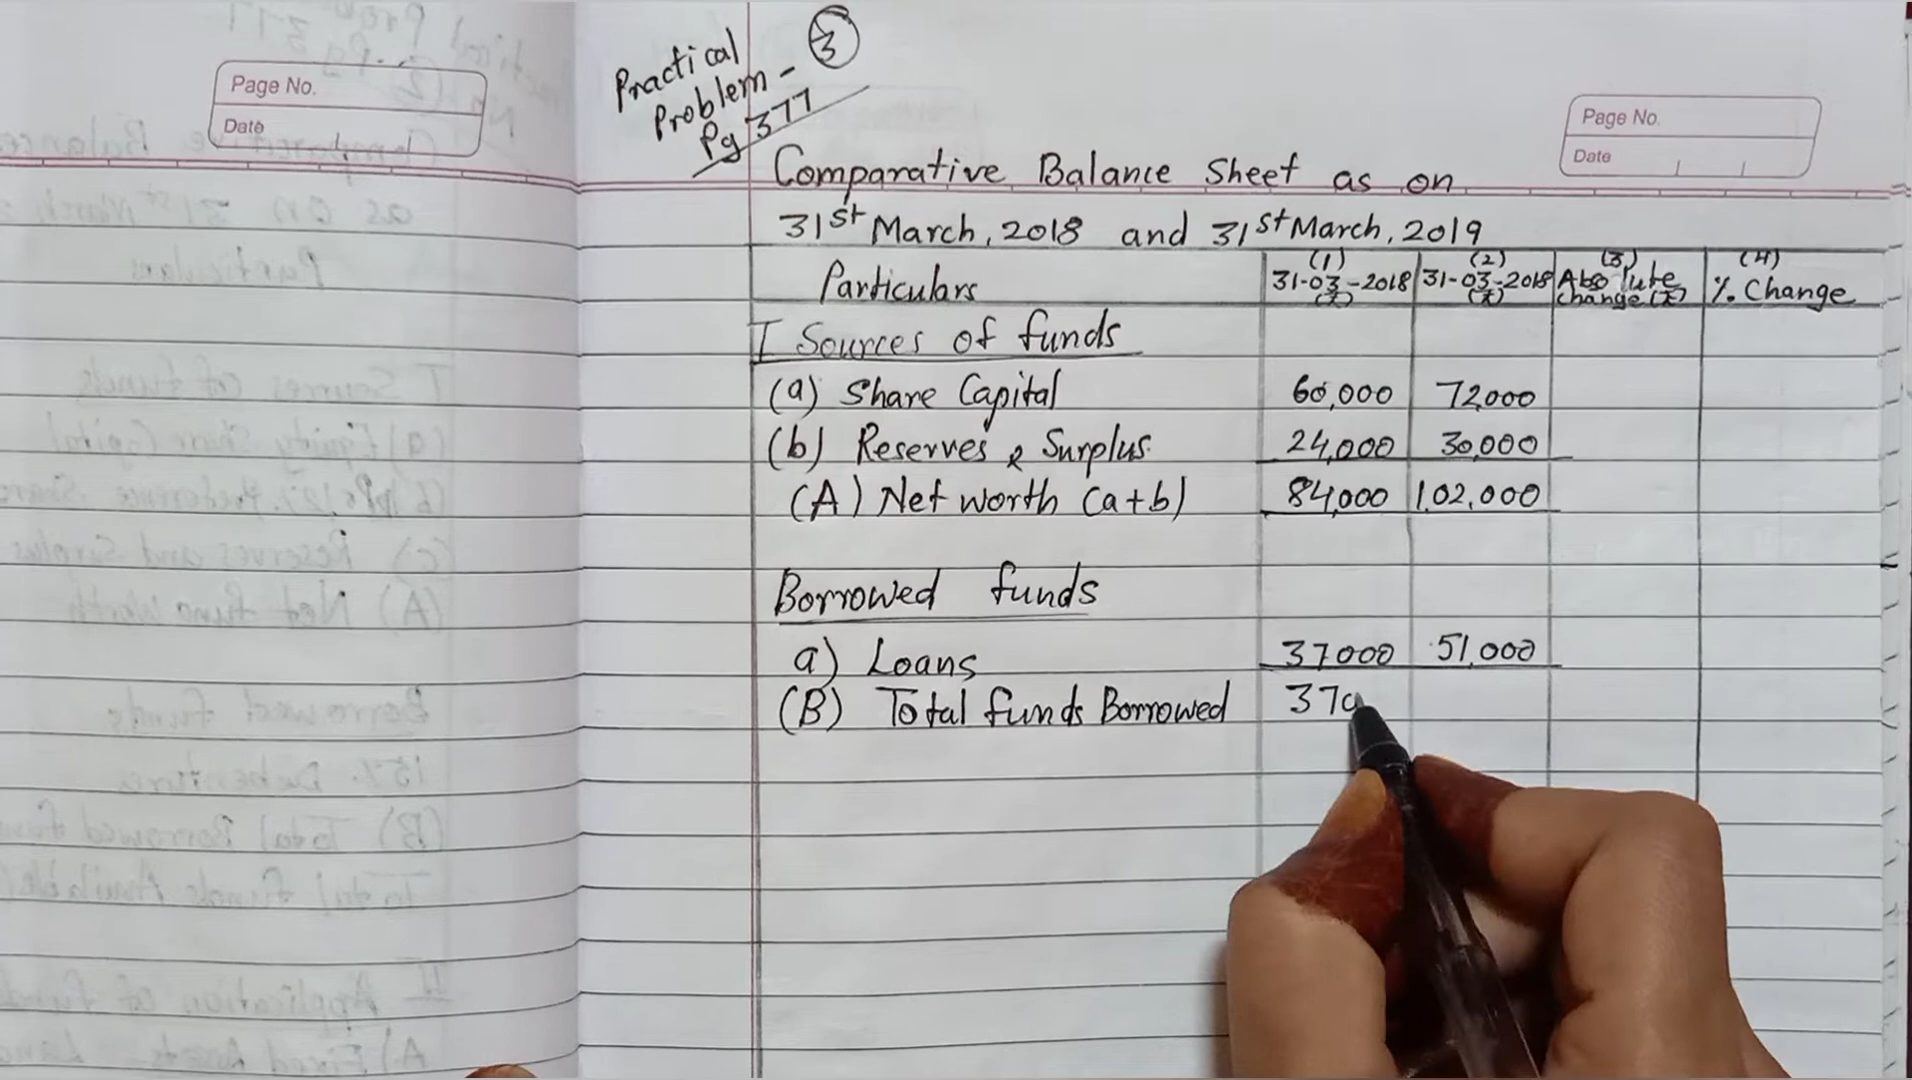 Page No.
Date
Practical
Problem - 3
Pg 377
Page No.
Date
Comparative Balance Sheet as on
31st March, 2018 and 31st March, 2019
Particulars (1) 31-03-2018 (₹) (2) 31-03-2018 (₹) (3) Absolute Change (₹) (4) % Change
I Sources of funds
(a) Share Capital 60,000 72,000
(b) Reserves & Surplus 24,000 30,000
(A) Net worth (a+b) 84,000 1,02,000
Borrowed funds
a) Loans 37000 51,000
(B) Total funds Borrowed 370